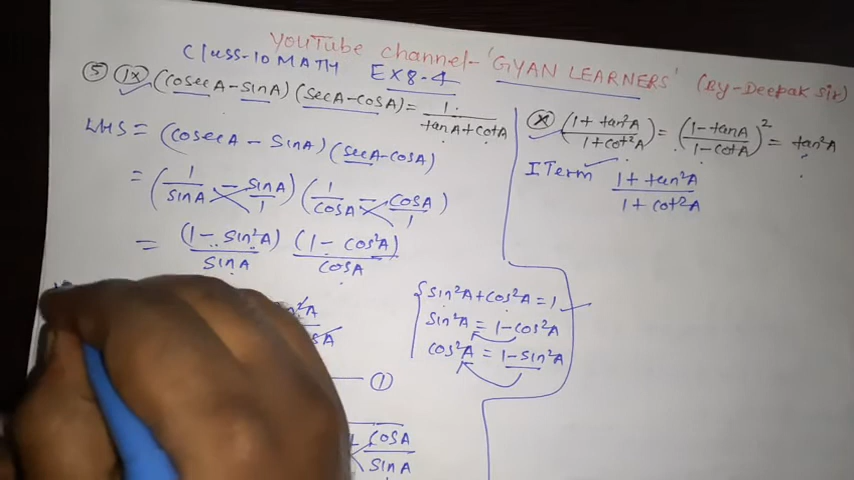 YouTube channel-'GYAN LEARNERS' (By-Deepak sir)
Class-10 MATH EX8-4
⑤ (ix) (cosecA-sinA)(secA-cosA)= 1/(tanA+cotA)
LHS = (cosecA - sinA)(secA-cosA)
= (1/sinA - sinA/1)(1/cosA - cosA/1)
= (1-sin²A)/sinA (1-cos²A)/cosA
①
cosA/sinA
(x) ((1+tan²A)/(1+cot²A)) = ((1-tanA)/(1-cotA))² = tan²A
I Term (1+tan²A)/(1+cot²A)
{sin²A+cos²A=1
sin²A = 1-cos²A
cos²A = 1-sin²A